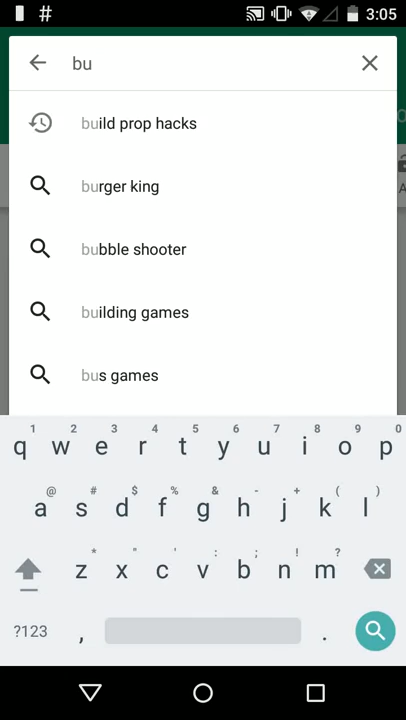 # 3:05
bu
build prop hacks
burger king
bubble shooter
building games
bus games
1 2 3 4 5 6 7 8 9 0
q w e r t y u i o p
@ # $ % & - + ( )
a s d f g h j k l
* " ' : ; ! ?
z x c v b n m
?123 , .